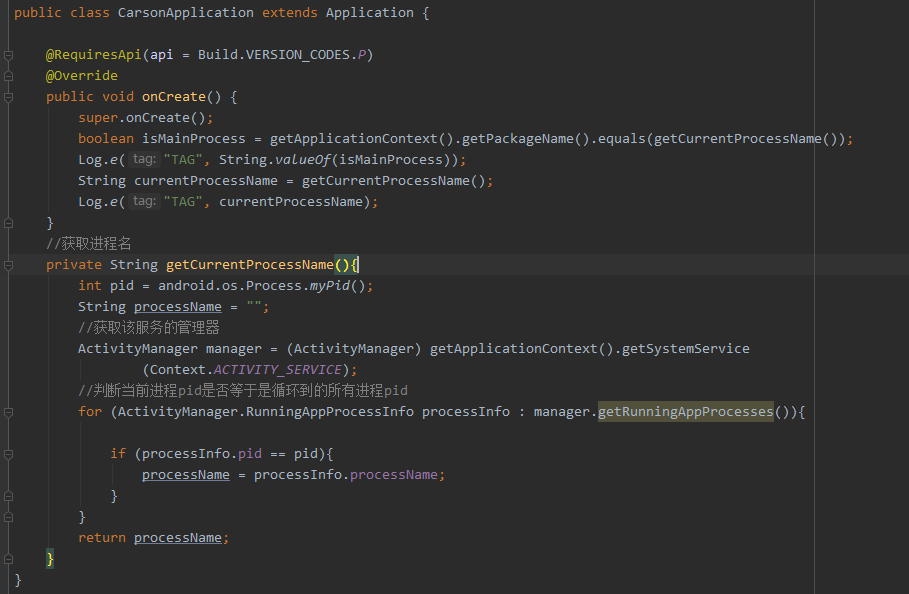 public class CarsonApplication extends Application {
@RequiresApi(api = Build.VERSION_CODES.P)
@Override
public void onCreate() {
super.onCreate();
boolean isMainProcess = getApplicationContext().getPackageName().equals(getCurrentProcessName());
Log.e( tag: "TAG", String.valueOf(isMainProcess));
String currentProcessName = getCurrentProcessName();
Log.e( tag: "TAG", currentProcessName);
}
//获取进程名
private String getCurrentProcessName(){
int pid = android.os.Process.myPid();
String processName = "";
//获取该服务的管理器
ActivityManager manager = (ActivityManager) getApplicationContext().getSystemService
(Context.ACTIVITY_SERVICE);
//判断当前进程pid是否等于是循环到的所有进程pid
for (ActivityManager.RunningAppProcessInfo processInfo : manager.getRunningAppProcesses()){
if (processInfo.pid == pid){
processName = processInfo.processName;
}
}
return processName;
}
}